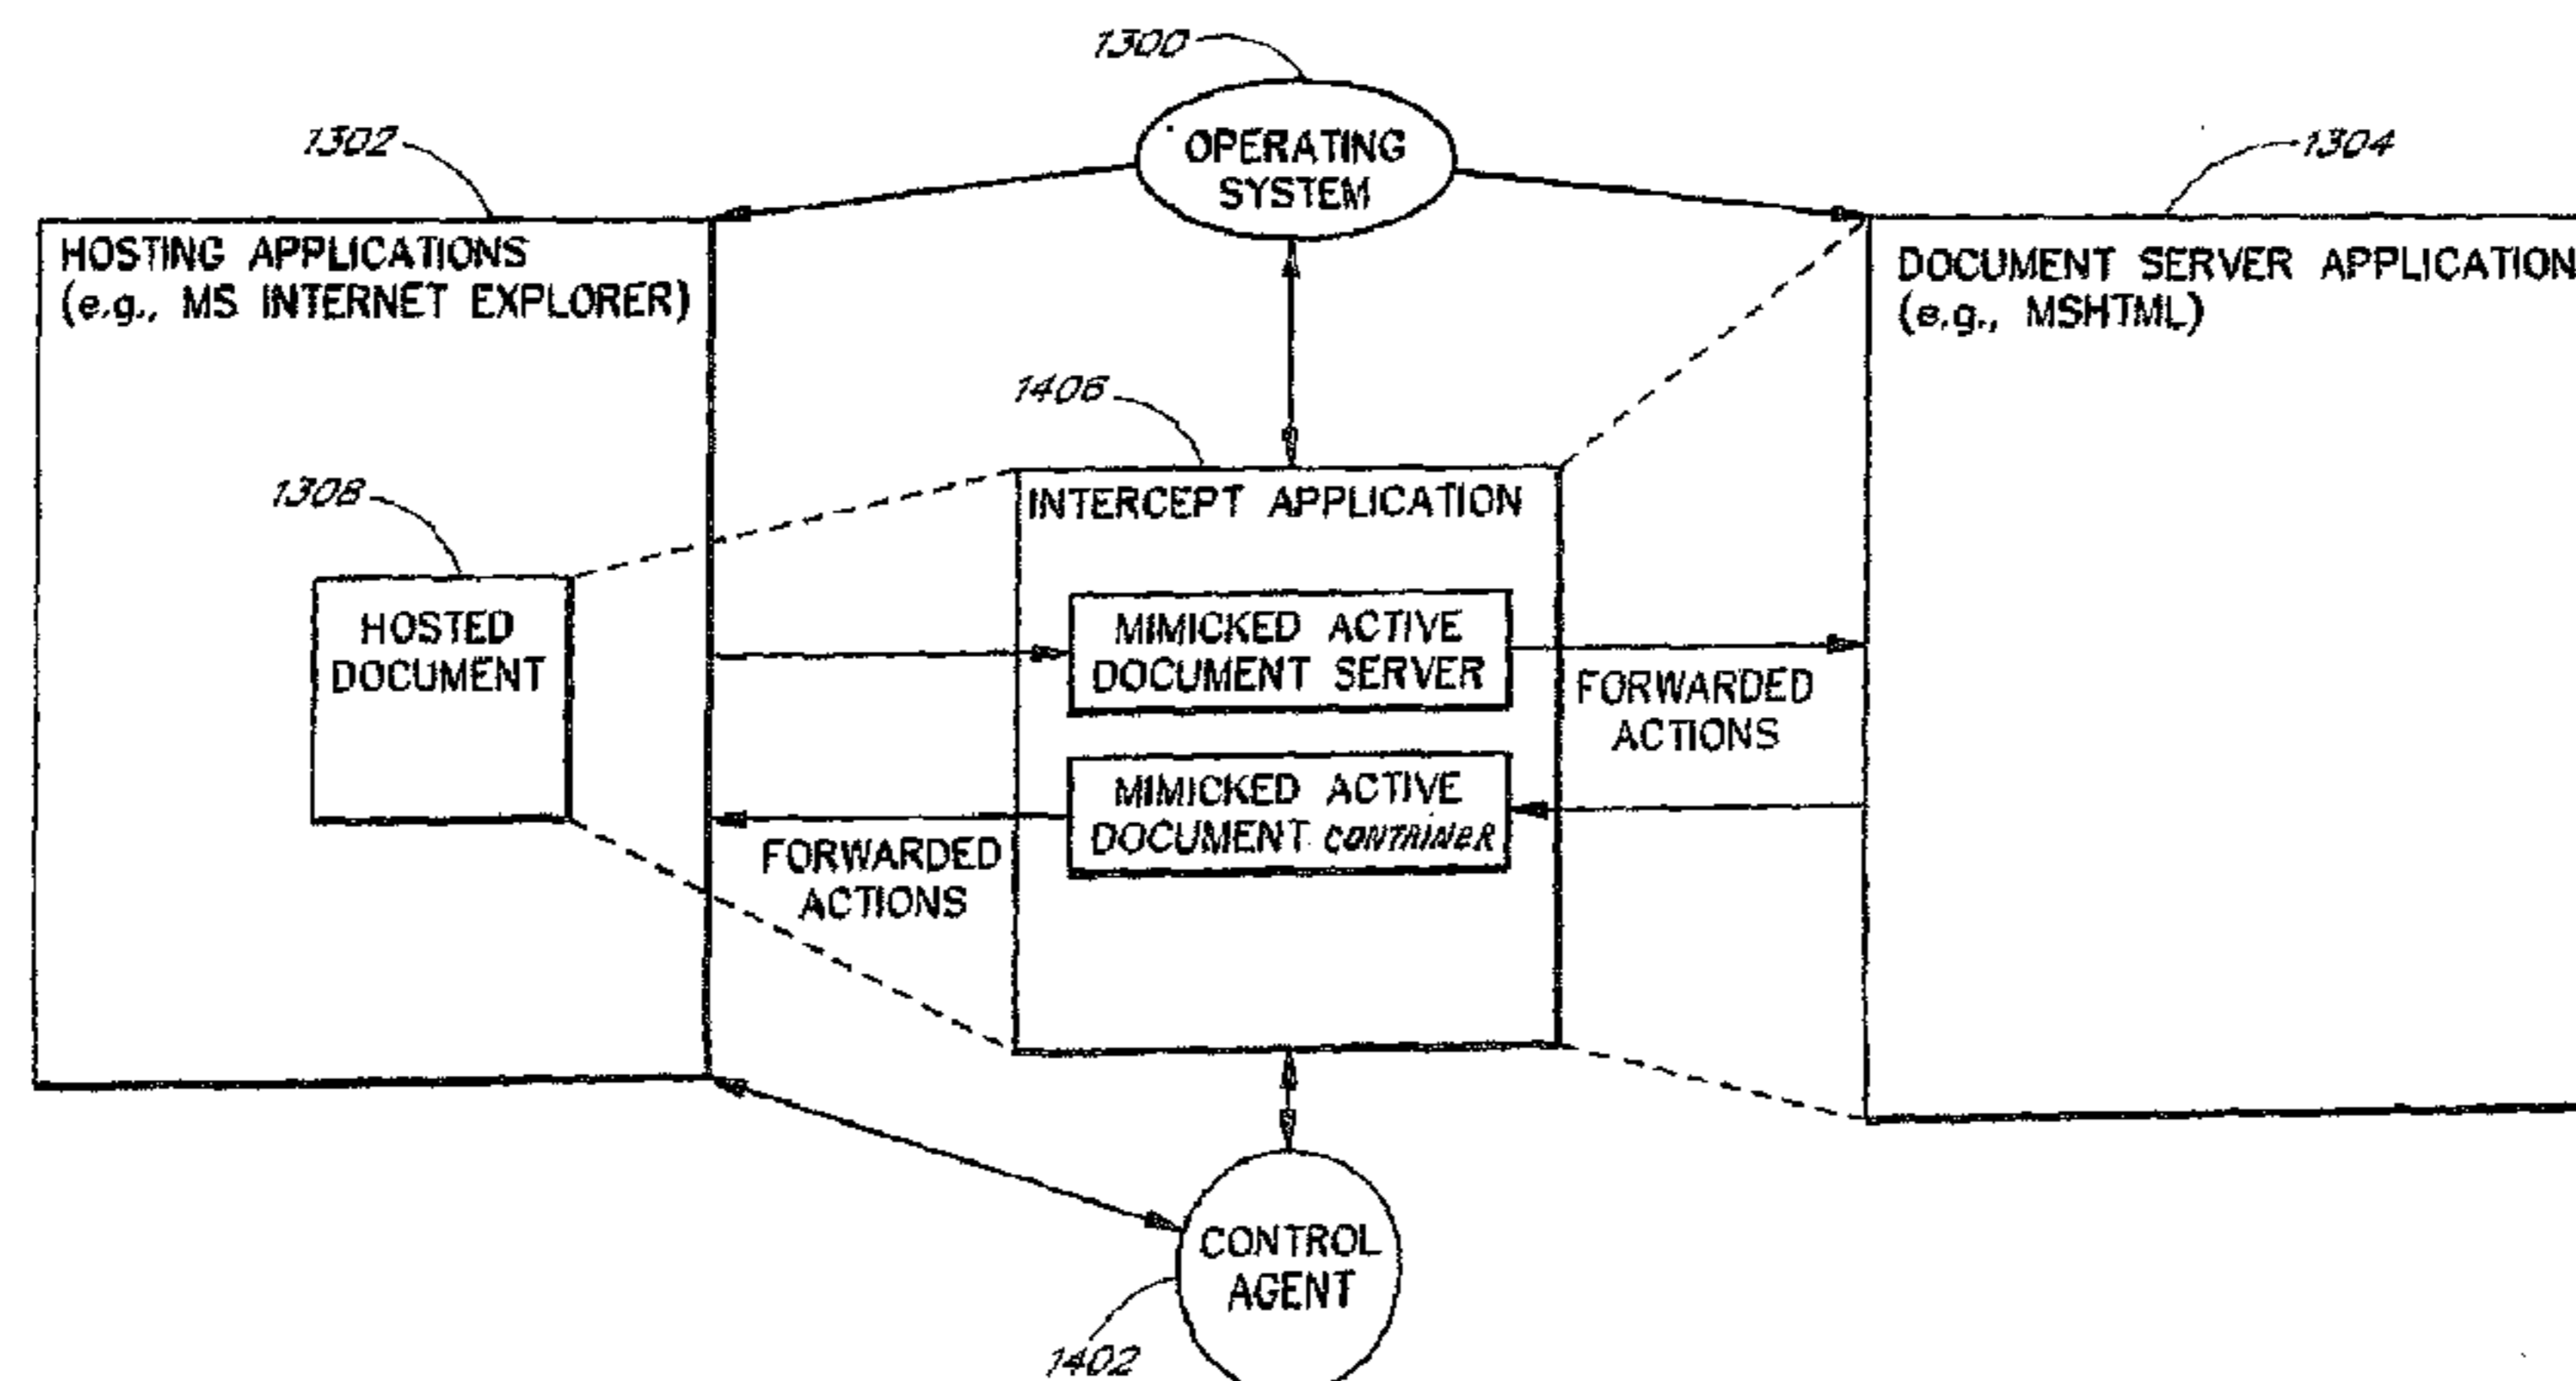 1300
OPERATING
SYSTEM
1302
1304
HOSTING APPLICATIONS
(e.g., MS INTERNET EXPLORER)
DOCUMENT SERVER APPLICATION
(e.g., MSHTML)
1406
INTERCEPT APPLICATION
1308
HOSTED
DOCUMENT
MIMICKED ACTIVE
DOCUMENT SERVER
FORWARDED
ACTIONS
MIMICKED ACTIVE
DOCUMENT CONTAINER
FORWARDED
ACTIONS
CONTROL
AGENT
1402